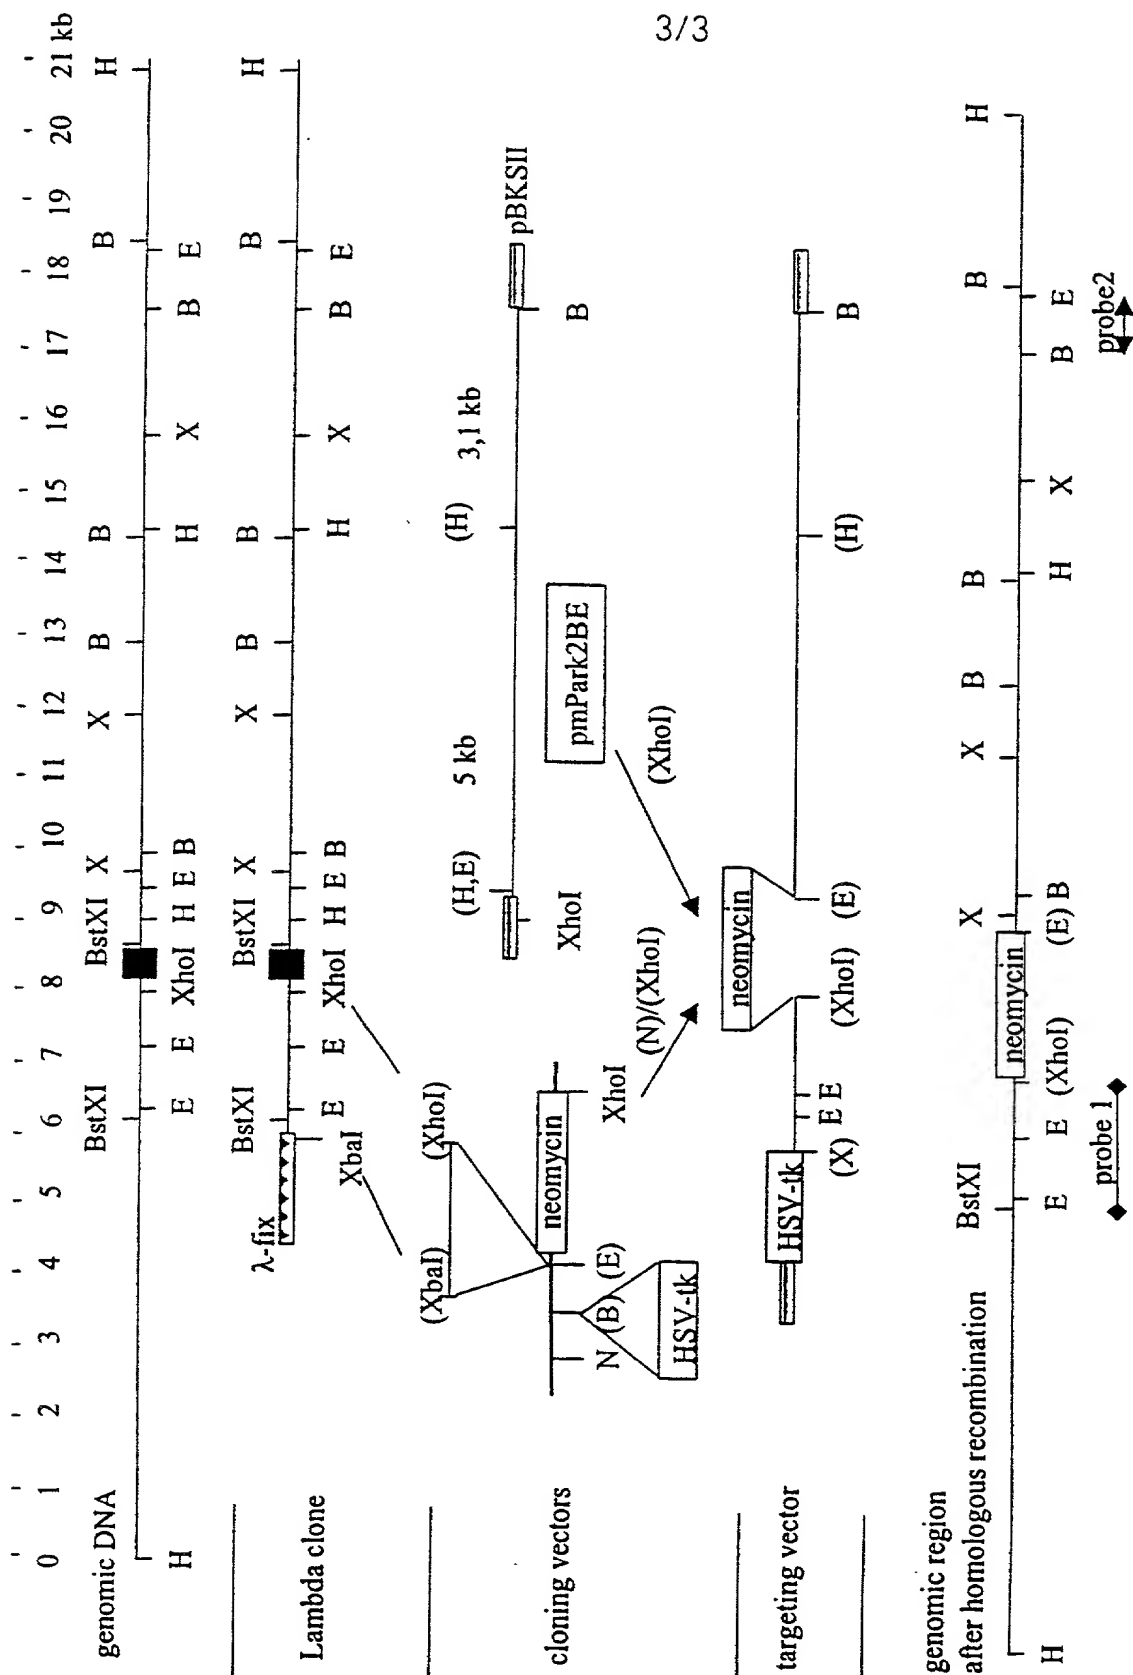 3/3
0 1 2 3 4 5 6 7 8 9 10 11 12 13 14 15 16 17 18 19 20 21 kb
genomic DNA
BstXI BstXI X X B B B H
H E E XhoI H E B H X B E
Lambda clone
λ-fix BstXI BstXI X X B B B H
XbaI E E XhoI H E B H X B E
cloning vectors
(XbaI) (XhoI) (H,E) 5 kb (H) 3,1 kb
neomycin pBKSII
N (B) (E) XhoI XhoI pmPark2BE B
HSV-tk
(N)/(XhoI) (XhoI)
targeting vector
neomycin
HSV-tk
(X) E E (XhoI) (E) (H) B
genomic region
after homologous recombination
BstXI X X B B B H
neomycin
H E E (XhoI) (E) B H X B E
probe 1 probe2